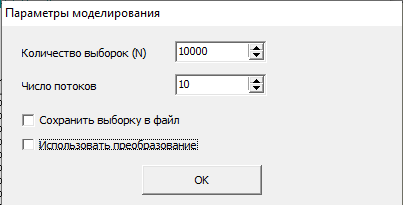 Параметры моделирования
Количество выборок (N) 10000
Число потоков 10
Сохранить выборку в файл
Использовать преобразование
OK